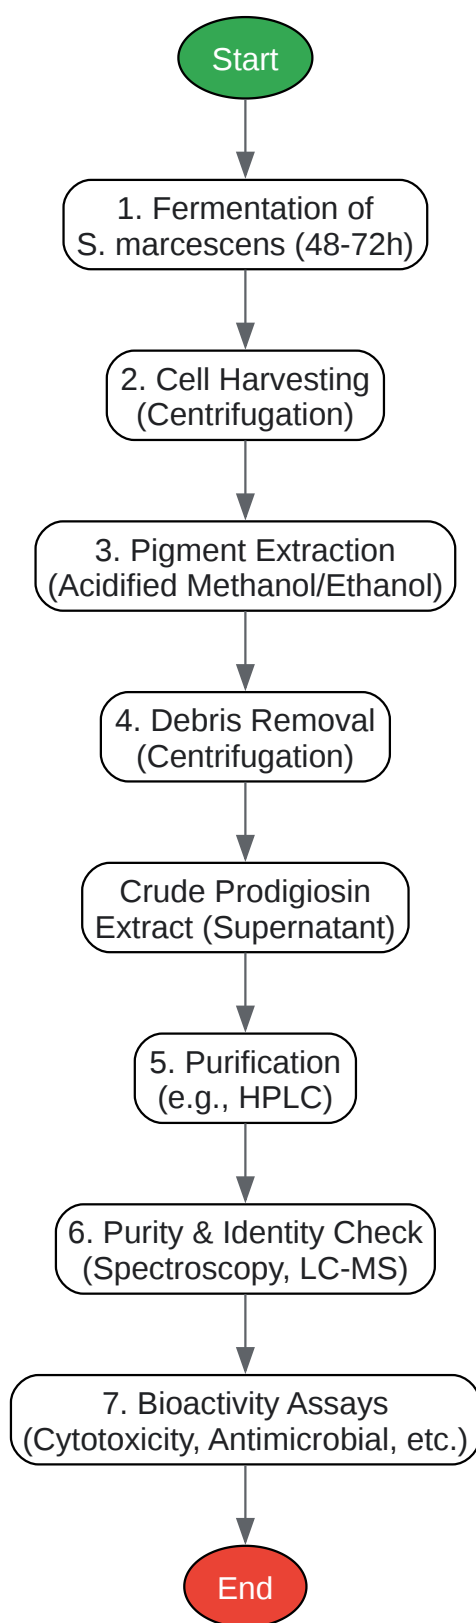 Start
1. Fermentation of
S. marcescens (48-72h)
2. Cell Harvesting
(Centrifugation)
3. Pigment Extraction
(Acidified Methanol/Ethanol)
4. Debris Removal
(Centrifugation)
Crude Prodigiosin
Extract (Supernatant)
5. Purification
(e.g., HPLC)
6. Purity & Identity Check
(Spectroscopy, LC-MS)
7. Bioactivity Assays
(Cytotoxicity, Antimicrobial, etc.)
End